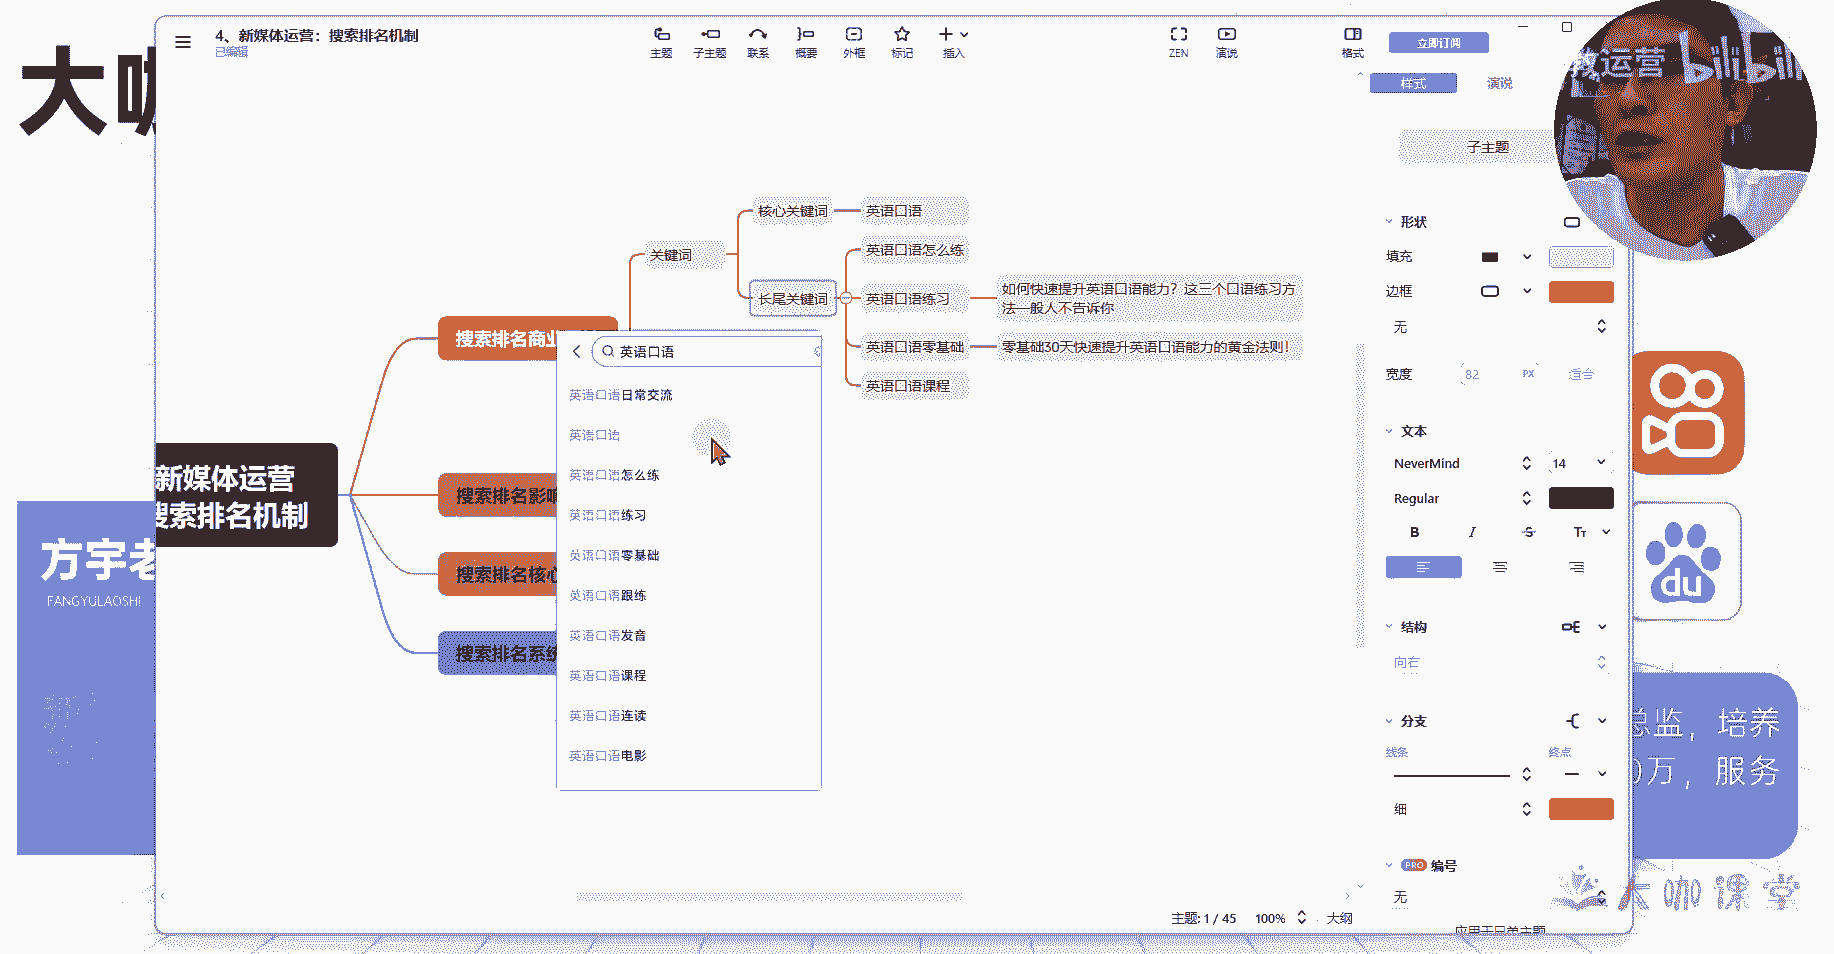 大咖
4、新媒体运营：搜索排名机制
已编辑
主题
子主题
联系
概要
外框
标记
插入
ZEN
演说
格式
立即订阅
教运营 bilibili
样式
演说
子主题
形状
填充
边框
无
宽度
82
PX
适合
文本
NeverMind
14
Regular
B
I
S
TT
结构
向右
分支
线条
终点
细
PRO 编号
无
应用于只单主题
核心关键词
英语口语
关键词
英语口语怎么练
长尾关键词
英语口语练习
如何快速提升英语口语能力？这三个口语练习方
法一般人不告诉你
英语口语零基础
零基础30天快速提升英语口语能力的黄金法则！
英语口语课程
搜索排名商业
英语口语
英语口语日常交流
英语口语
英语口语怎么练
英语口语练习
英语口语零基础
英语口语跟练
英语口语发音
英语口语课程
英语口语连读
英语口语电影
新媒体运营
搜索排名机制
搜索排名影响
搜索排名核心
搜索排名系统
方宇老
FANGYULAOSHI
du
总监，培养
0万，服务
大咖课堂
主题: 1 / 45
100%
大纲